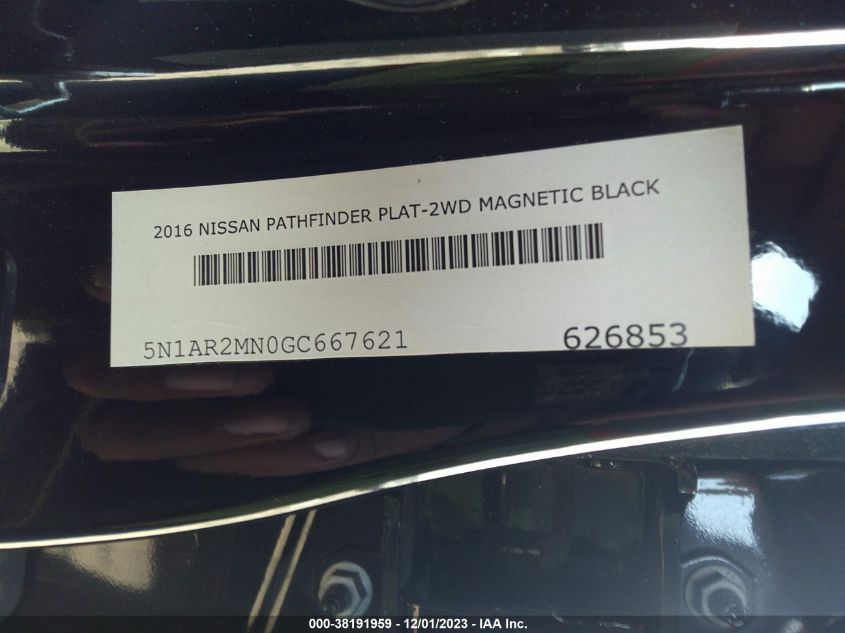 2016 NISSAN PATHFINDER PLAT-2WD MAGNETIC BLACK
5N1AR2MN0GC667621 626853
000-38191959 - 12/01/2023 - IAA Inc.